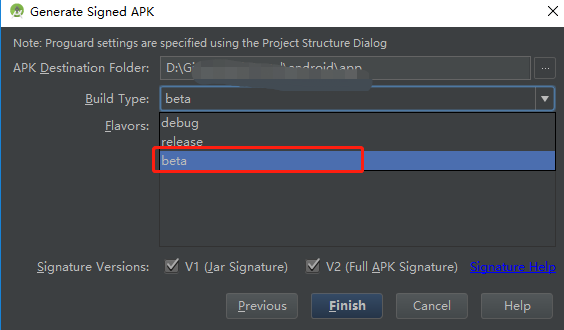 Generate Signed APK
Note: Proguard settings are specified using the Project Structure Dialog
APK Destination Folder: D:\Gi \android\app ...
Build Type: beta
Flavors: debug
release
beta
Signature Versions: V1 (Jar Signature) V2 (Full APK Signature) Signature Help
Previous Finish Cancel Help